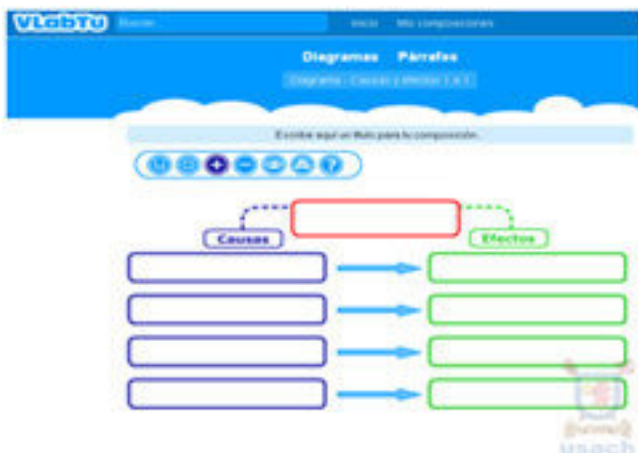 VLabTu Buscar... Inicio Mis composiciones
Diagramas Párrafos
Diagrama - Causas y Efectos 1 a 1
Escribe aquí un título para tu composición.
Causas Efectos
usach